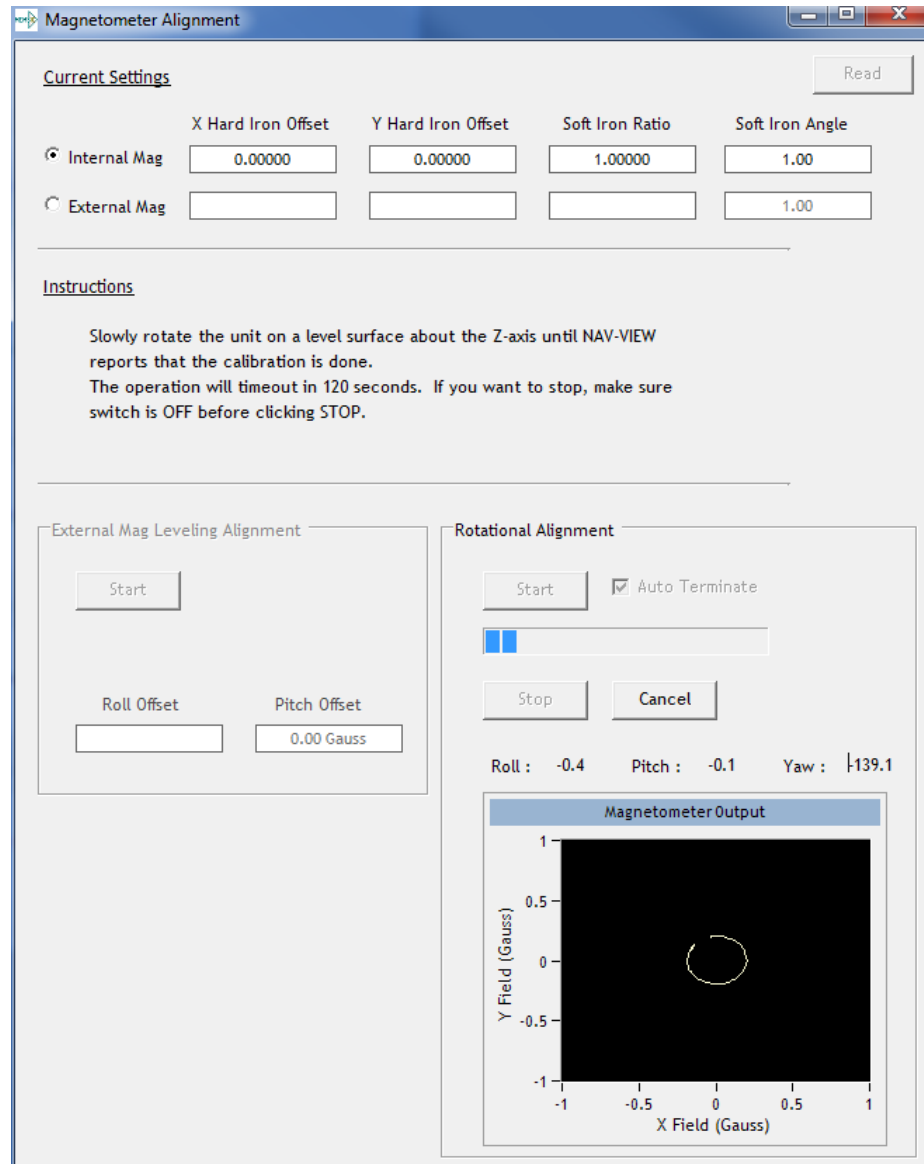 Magnetometer Alignment
Current Settings
Read
X Hard Iron Offset Y Hard Iron Offset Soft Iron Ratio Soft Iron Angle
Internal Mag 0.00000 0.00000 1.00000 1.00
External Mag 1.00
Instructions
Slowly rotate the unit on a level surface about the Z-axis until NAV-VIEW
reports that the calibration is done.
The operation will timeout in 120 seconds. If you want to stop, make sure
switch is OFF before clicking STOP.
External Mag Leveling Alignment
Start
Roll Offset Pitch Offset
0.00 Gauss
Rotational Alignment
Start Auto Terminate
Stop Cancel
Roll : -0.4 Pitch : -0.1 Yaw : -139.1
Magnetometer Output
Y Field (Gauss)
1
0.5
0
-0.5
-1
-1 -0.5 0 0.5 1
X Field (Gauss)